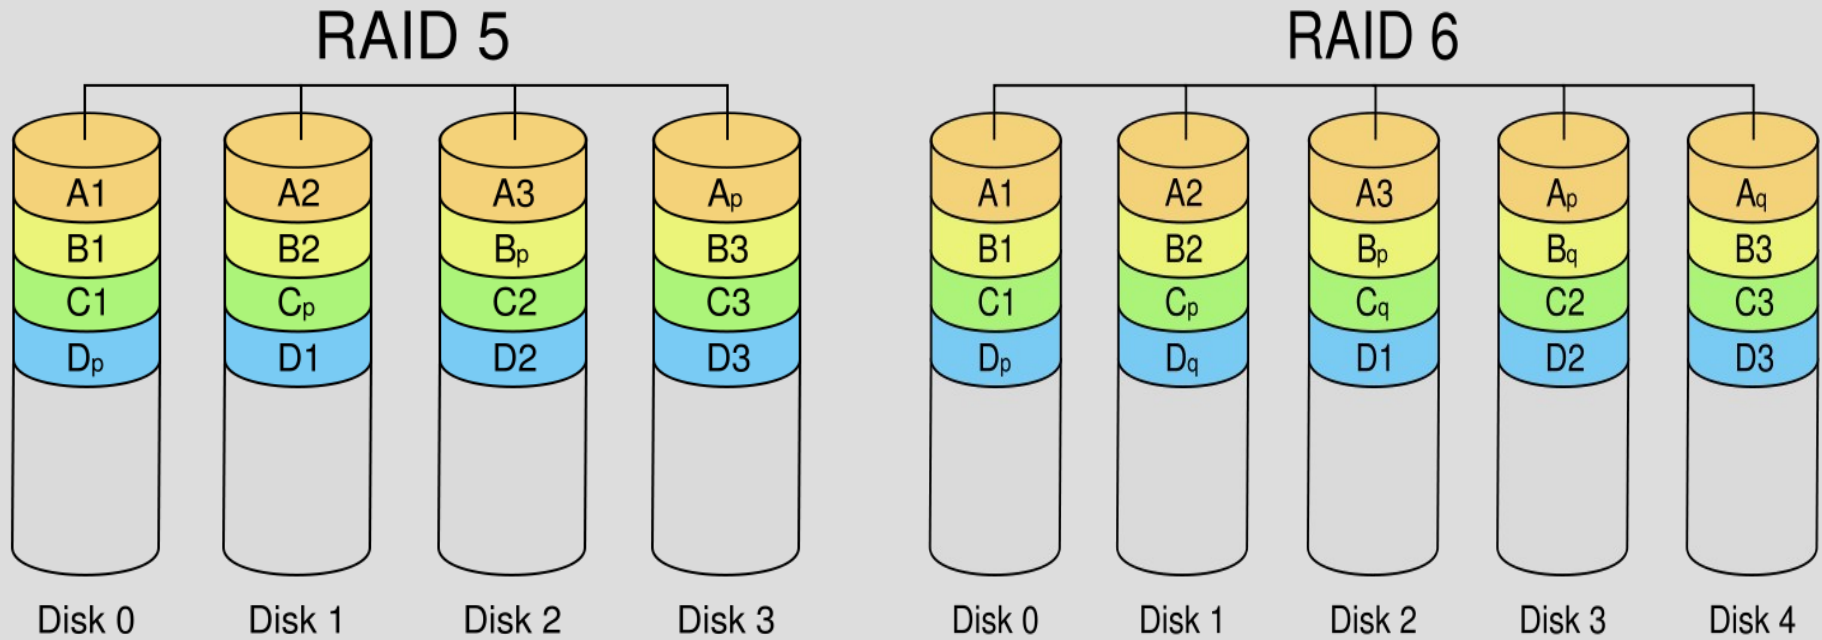 RAID 5
A1 A2 A3 Ap
B1 B2 Bp B3
C1 Cp C2 C3
Dp D1 D2 D3
Disk 0 Disk 1 Disk 2 Disk 3
RAID 6
A1 A2 A3 Ap Aq
B1 B2 Bp Bq B3
C1 Cp Cq C2 C3
Dp Dq D1 D2 D3
Disk 0 Disk 1 Disk 2 Disk 3 Disk 4